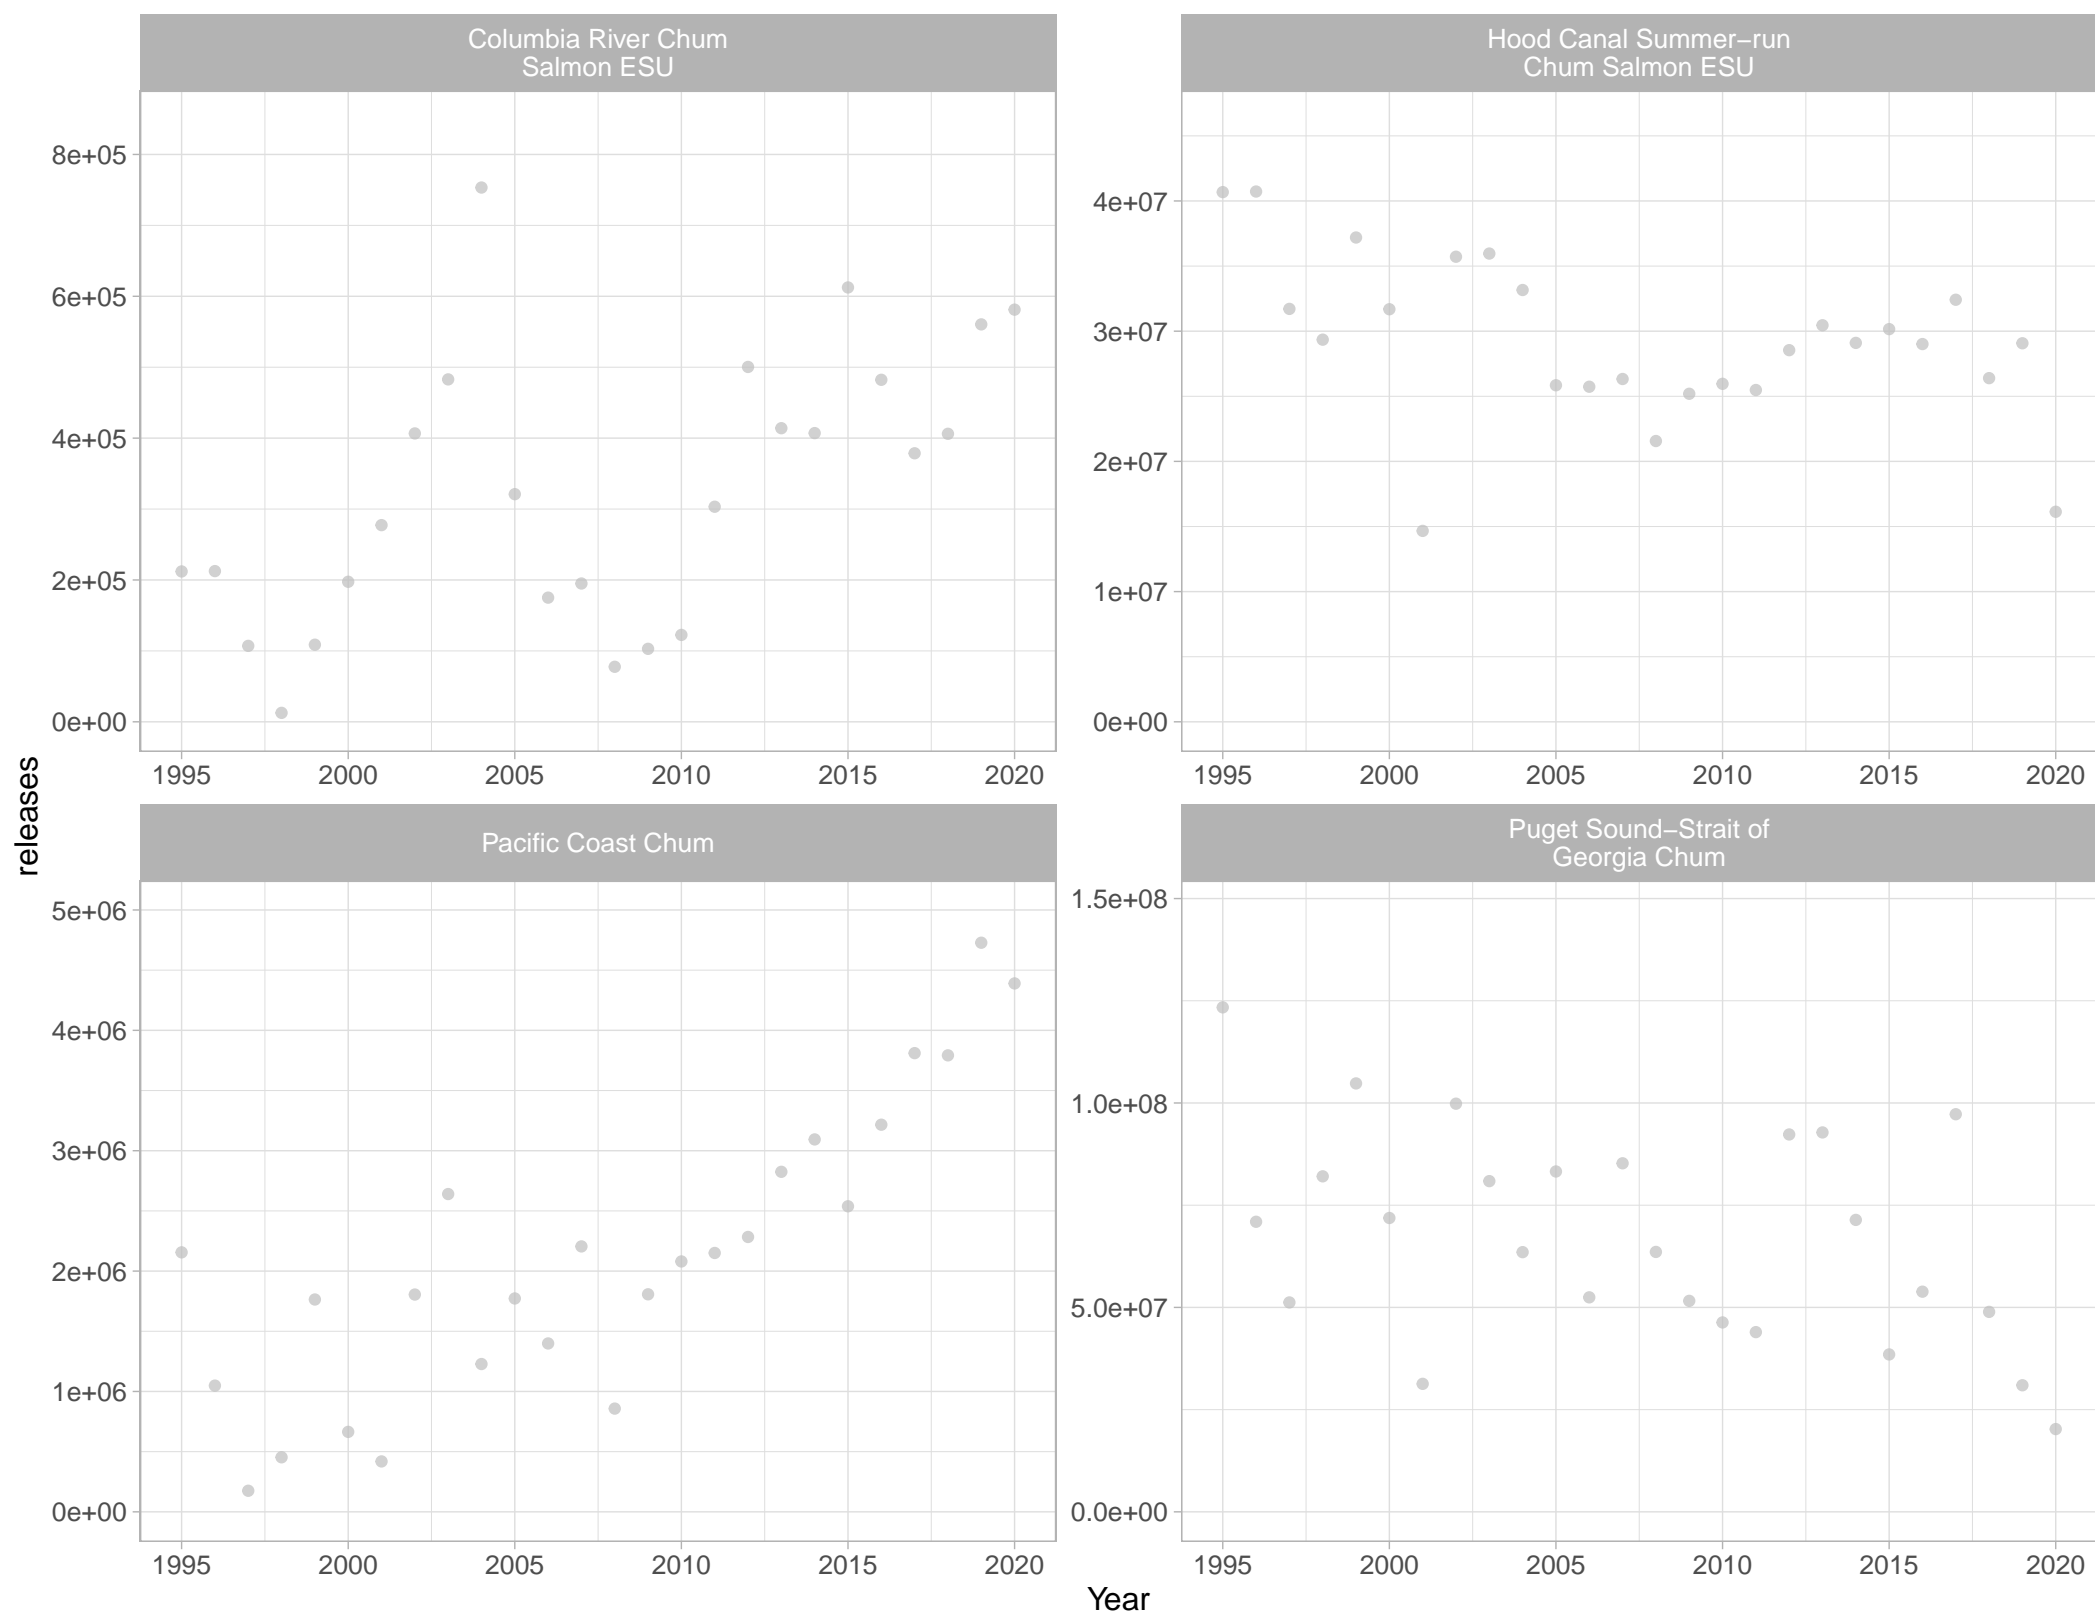 Columbia River Chum
Salmon ESU
Hood Canal Summer−run
Chum Salmon ESU
8e+05
6e+05
4e+05
2e+05
0e+00
4e+07
3e+07
2e+07
1e+07
0e+00
1995 2000 2005 2010 2015 2020
1995 2000 2005 2010 2015 2020
releases
Pacific Coast Chum
Puget Sound−Strait of
Georgia Chum
5e+06
4e+06
3e+06
2e+06
1e+06
0e+00
1.5e+08
1.0e+08
5.0e+07
0.0e+00
1995 2000 2005 2010 2015 2020
1995 2000 2005 2010 2015 2020
Year